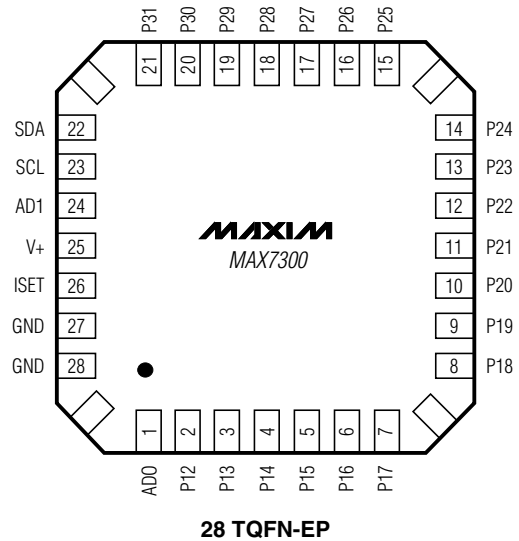 P31 P30 P29 P28 P27 P26 P25
21 20 19 18 17 16 15
SDA 22 14 P24
SCL 23 13 P23
AD1 24 12 P22
V+ 25 11 P21
ISET 26 10 P20
GND 27 9 P19
GND 28 8 P18
MAXIM
MAX7300
1 2 3 4 5 6 7
AD0 P12 P13 P14 P15 P16 P17
28 TQFN-EP